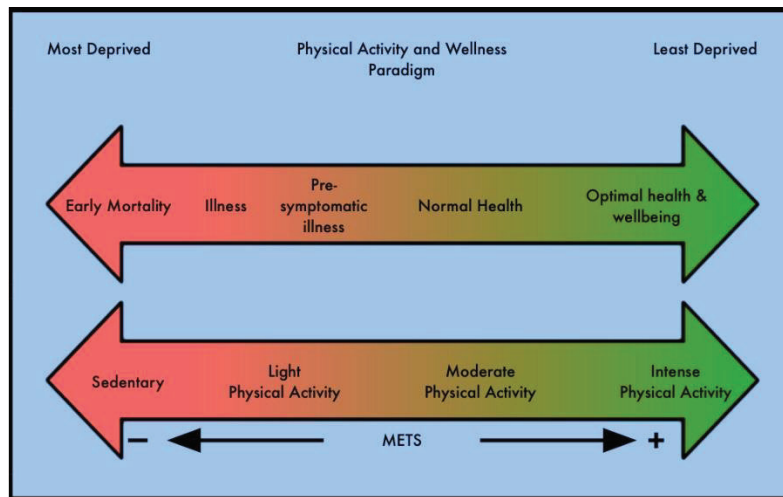 Most Deprived
Physical Activity and Wellness
Paradigm
Least Deprived
Early Mortality
Illness
Pre-
symptomatic
illness
Normal Health
Optimal health &
wellbeing
Sedentary
Light
Physical Activity
Moderate
Physical Activity
Intense
Physical Activity
− METS +